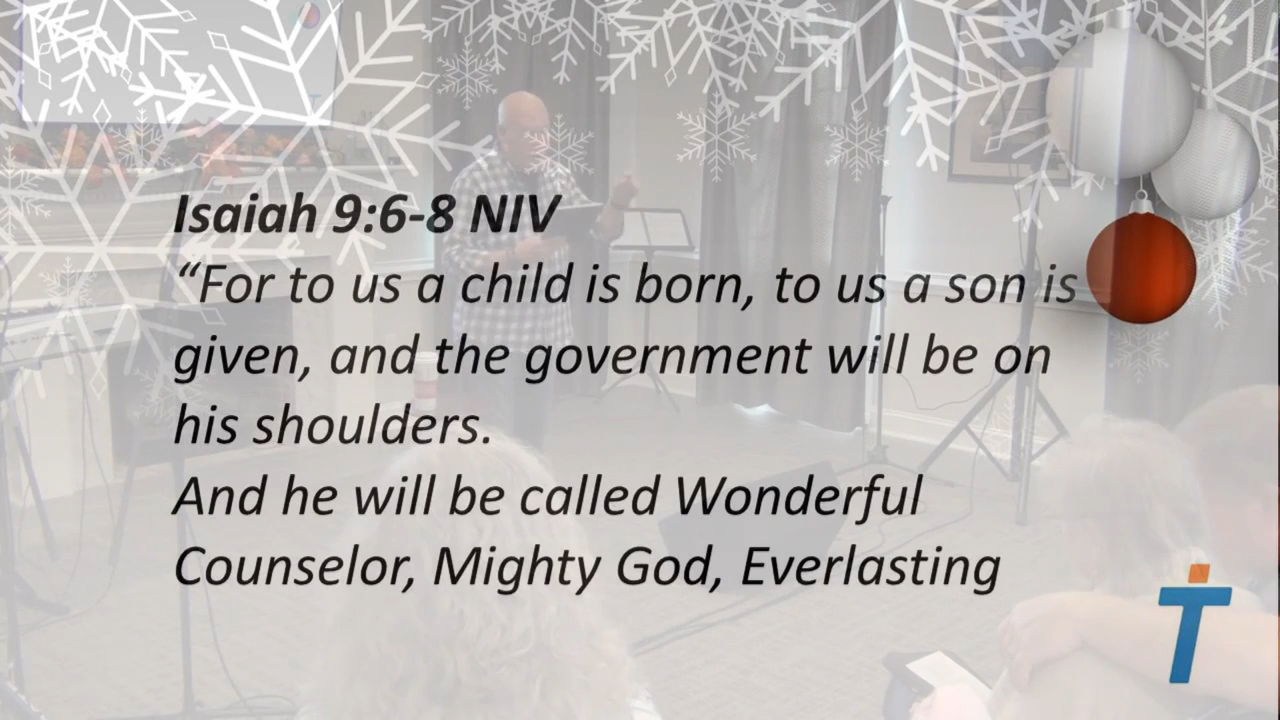 Isaiah 9:6-8 NIV
“For to us a child is born, to us a son is
given, and the government will be on
his shoulders.
And he will be called Wonderful
Counselor, Mighty God, Everlasting